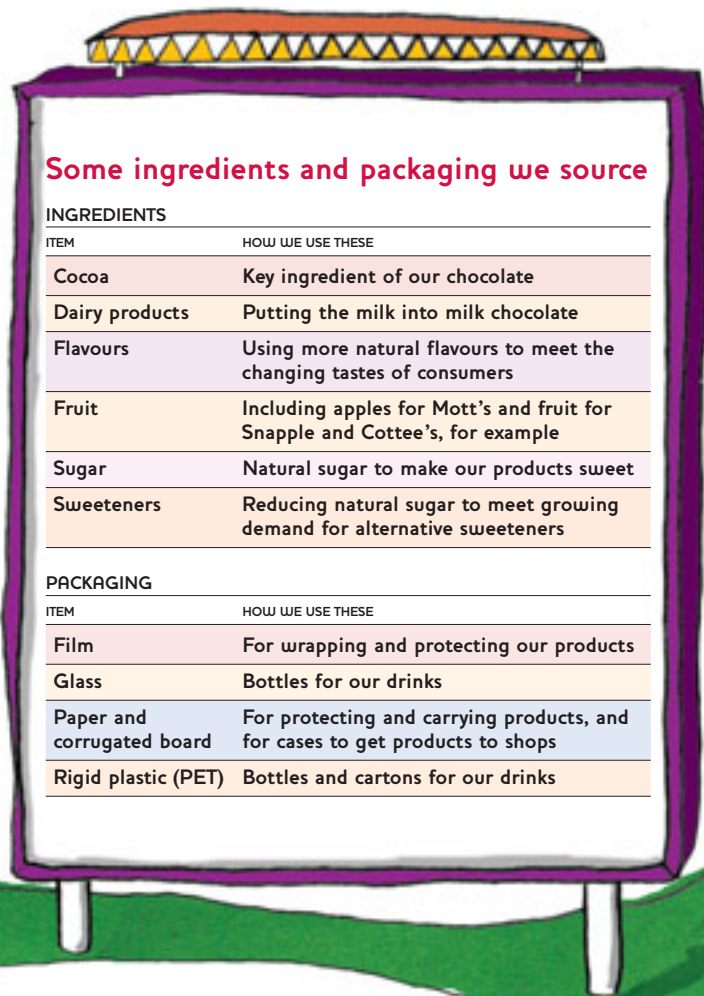 Some ingredients and packaging we source
INGREDIENTS
ITEM HOW WE USE THESE
Cocoa Key ingredient of our chocolate
Dairy products Putting the milk into milk chocolate
Flavours Using more natural flavours to meet the
changing tastes of consumers
Fruit Including apples for Mott's and fruit for
Snapple and Cottee's, for example
Sugar Natural sugar to make our products sweet
Sweeteners Reducing natural sugar to meet growing
demand for alternative sweeteners
PACKAGING
ITEM HOW WE USE THESE
Film For wrapping and protecting our products
Glass Bottles for our drinks
Paper and For protecting and carrying products, and
corrugated board for cases to get products to shops
Rigid plastic (PET) Bottles and cartons for our drinks